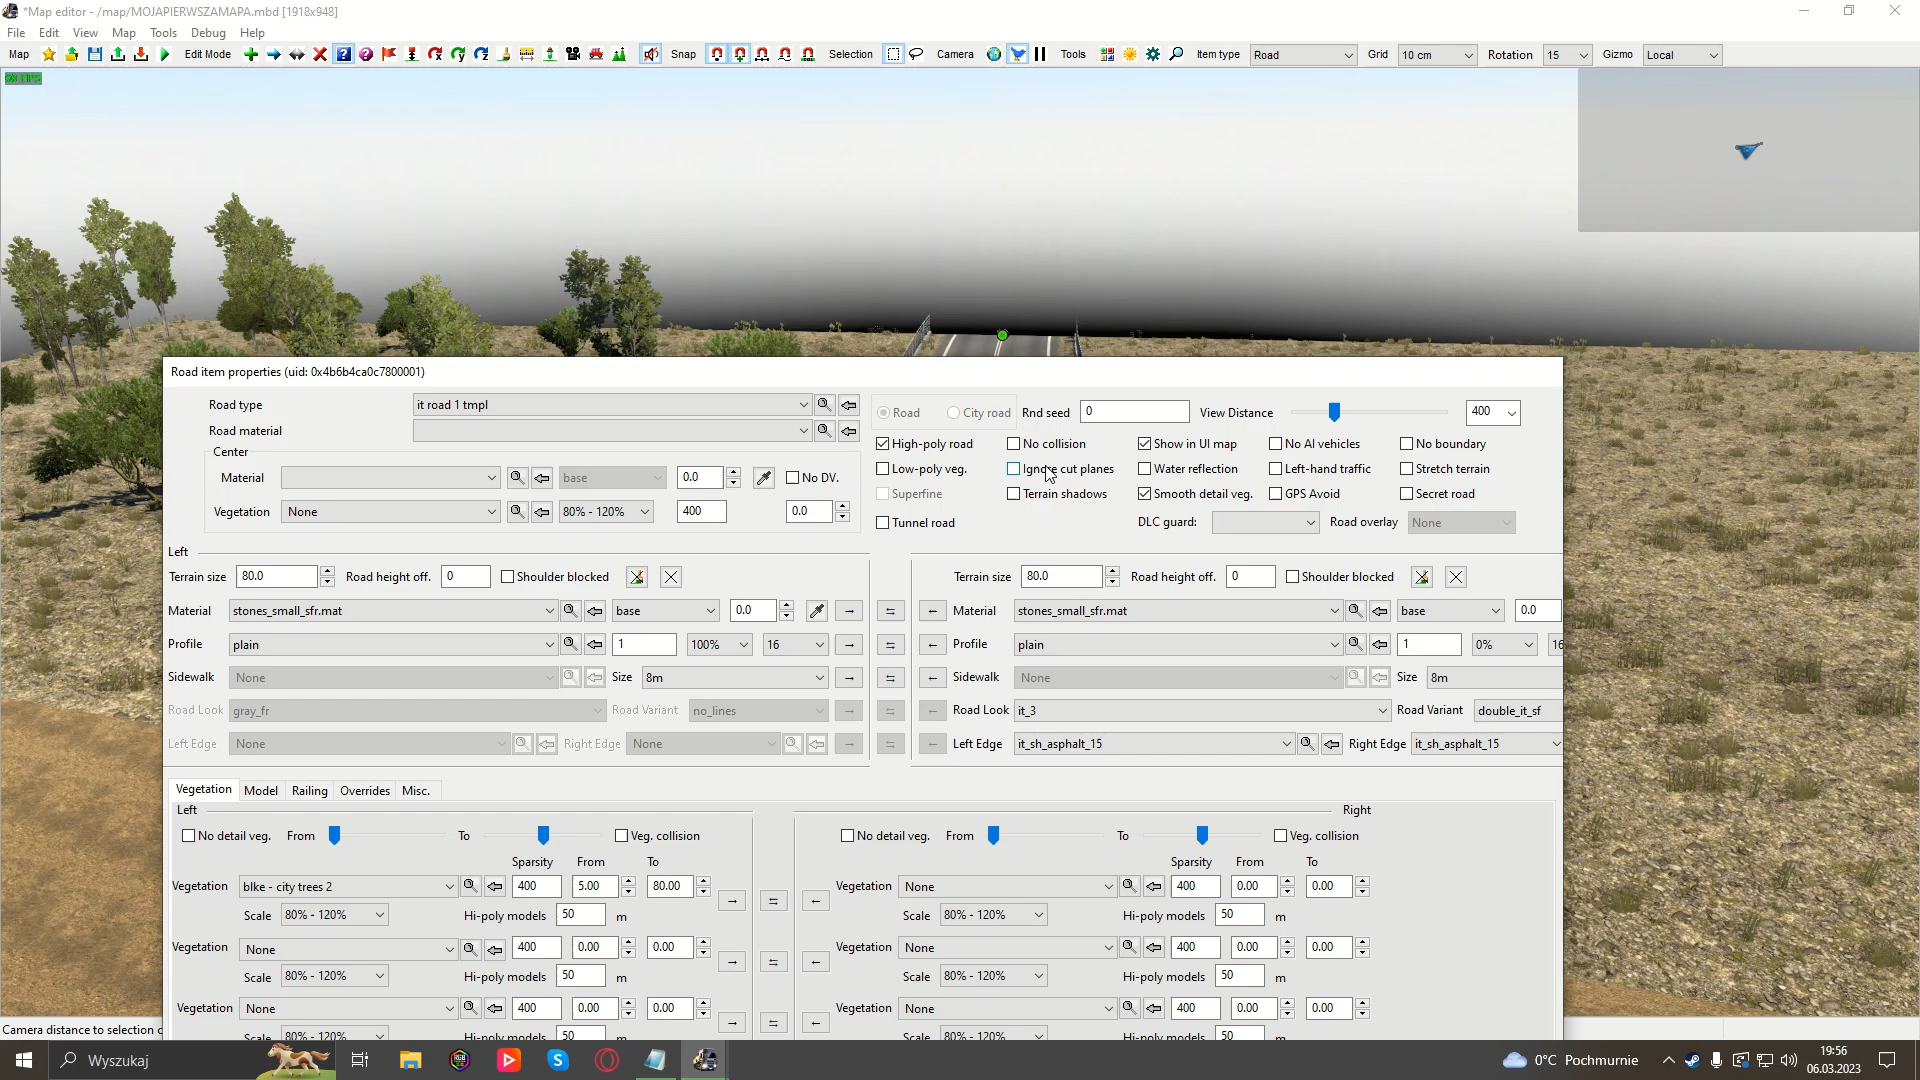 *Map editor - /map/MOJAPIERWSZAMAPA.mbd [1918x948]
File Edit View Map Tools Debug Help
Map Edit Mode Snap Selection Camera Tools Item type Road Grid 10 cm Rotation 15 Gizmo Local
Road item properties (uid: 0x4b6b4ca0c7800001)
Road type it road 1 tmpl Road City road Rnd seed 0 View Distance 400
Road material
High-poly road No collision Show in UI map No AI vehicles No boundary
Center
Material base 0.0 No DV. Low-poly veg. Ignore cut planes Water reflection Left-hand traffic Stretch terrain
Superfine Terrain shadows Smooth detail veg. GPS Avoid Secret road
Vegetation None 80% - 120% 400 0.0 Tunnel road DLC guard: Road overlay None
Left
Terrain size 80.0 Road height off. 0 Shoulder blocked Terrain size 80.0 Road height off. 0 Shoulder blocked
Material stones_small_sfr.mat base 0.0 Material stones_small_sfr.mat base 0.0
Profile plain 1 100% 16 Profile plain 1 0% 16
Sidewalk None Size 8m Sidewalk None Size 8m
Road Look gray_fr Road Variant no_lines Road Look it_3 Road Variant double_it_sf
Left Edge None Right Edge None Left Edge it_sh_asphalt_15 Right Edge it_sh_asphalt_15
Vegetation Model Railing Overrides Misc.
Left Right
No detail veg. From To Veg. collision No detail veg. From To Veg. collision
Sparsity From To Sparsity From To
Vegetation blke - city trees 2 400 5.00 80.00 Vegetation None 400 0.00 0.00
Scale 80% - 120% Hi-poly models 50 m Scale 80% - 120% Hi-poly models 50 m
Vegetation None 400 0.00 0.00 Vegetation None 400 0.00 0.00
Scale 80% - 120% Hi-poly models 50 m Scale 80% - 120% Hi-poly models 50 m
Vegetation None 400 0.00 0.00 Vegetation None 400 0.00 0.00
Scale 80% - 120% Hi-poly models 50 Scale 80% - 120% Hi-poly models 50
Camera distance to selection c
Wyszukaj 0°C Pochmurnie 19:56
06.03.2023